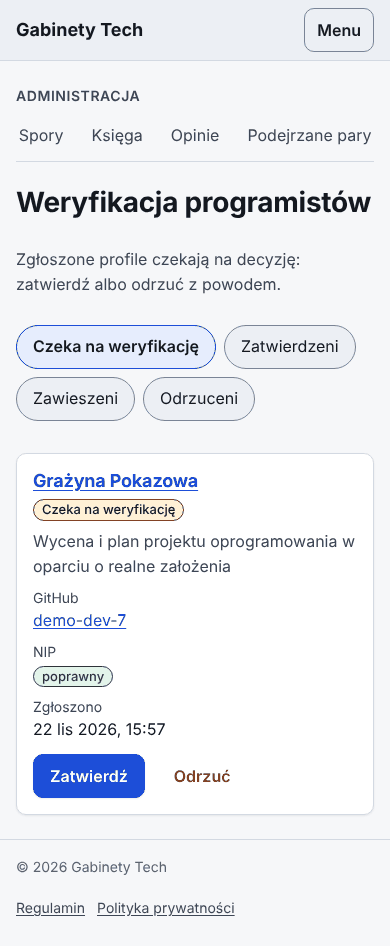 Gabinety Tech
Menu
ADMINISTRACJA
Spory Księga Opinie Podejrzane pary
Weryfikacja programistów
Zgłoszone profile czekają na decyzję:
zatwierdź albo odrzuć z powodem.
Czeka na weryfikację Zatwierdzeni
Zawieszeni Odrzuceni
Grażyna Pokazowa
Czeka na weryfikację
Wycena i plan projektu oprogramowania w
oparciu o realne założenia
GitHub
demo-dev-7
NIP
poprawny
Zgłoszono
22 lis 2026, 15:57
Zatwierdź Odrzuć
© 2026 Gabinety Tech
Regulamin Polityka prywatności